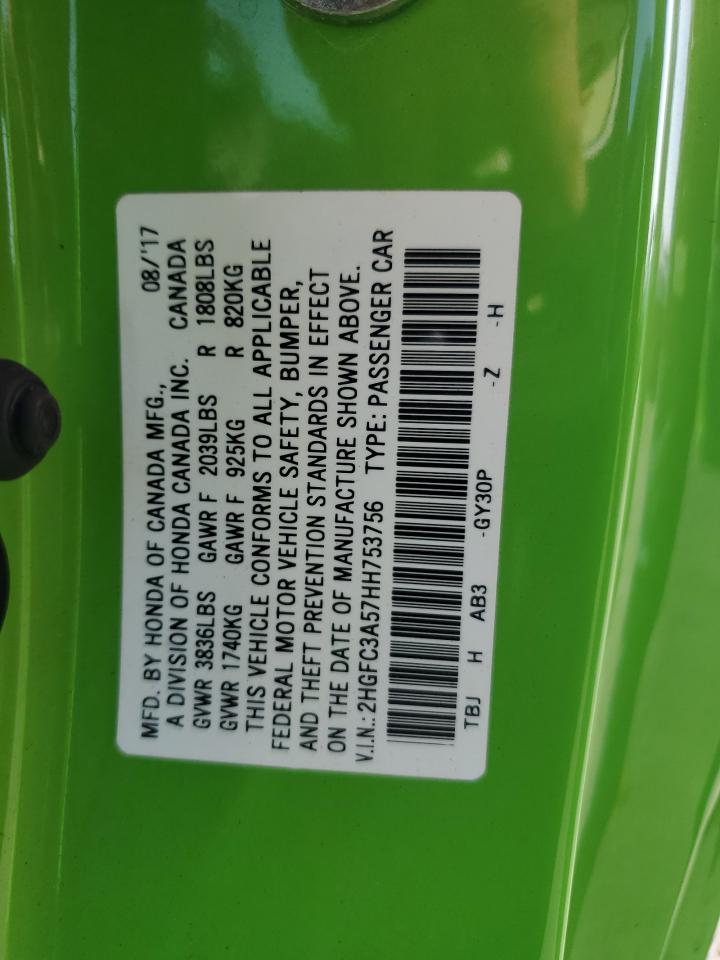 MFD. BY HONDA OF CANADA MFG., 08/'17
A DIVISION OF HONDA CANADA INC. CANADA
GVWR 3836LBS GAWR F 2039LBS R 1808LBS
GVWR 1740KG GAWR F 925KG R 820KG
THIS VEHICLE CONFORMS TO ALL APPLICABLE
FEDERAL MOTOR VEHICLE SAFETY, BUMPER,
AND THEFT PREVENTION STANDARDS IN EFFECT
ON THE DATE OF MANUFACTURE SHOWN ABOVE.
V.I.N.: 2HGFC3A57HH753756 TYPE: PASSENGER CAR
TBJ H AB3 -GY30P -Z -H